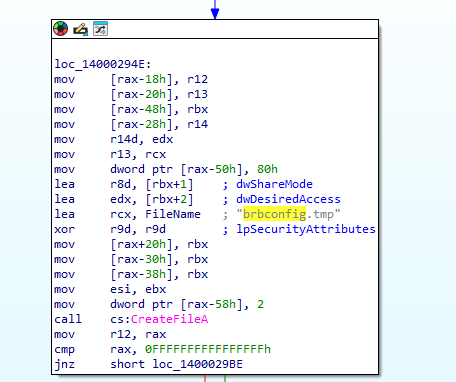 loc_14000294E:
mov [rax-18h], r12
mov [rax-20h], r13
mov [rax-48h], rbx
mov [rax-28h], r14
mov r14d, edx
mov r13, rcx
mov dword ptr [rax-50h], 80h
lea r8d, [rbx+1] ; dwShareMode
lea edx, [rbx+2] ; dwDesiredAccess
lea rcx, FileName ; "brbconfig.tmp"
xor r9d, r9d ; lpSecurityAttributes
mov [rax+20h], rbx
mov [rax-30h], rbx
mov [rax-38h], rbx
mov esi, ebx
mov dword ptr [rax-58h], 2
call cs:CreateFileA
mov r12, rax
cmp rax, 0FFFFFFFFFFFFFFFFh
jnz short loc_1400029BE